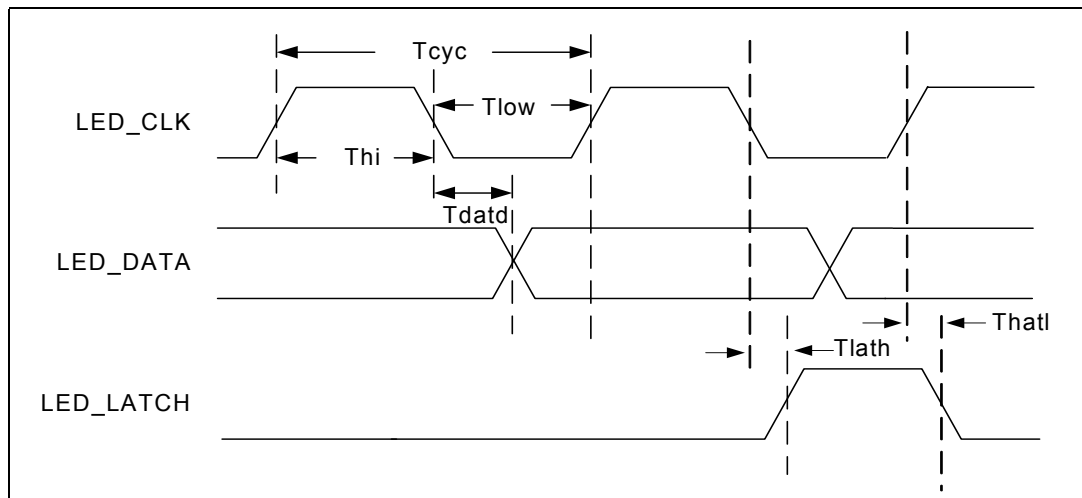 Tcyc
LED_CLK
Tlow
Thi
Tdatd
LED_DATA
Thatl
Tlath
LED_LATCH